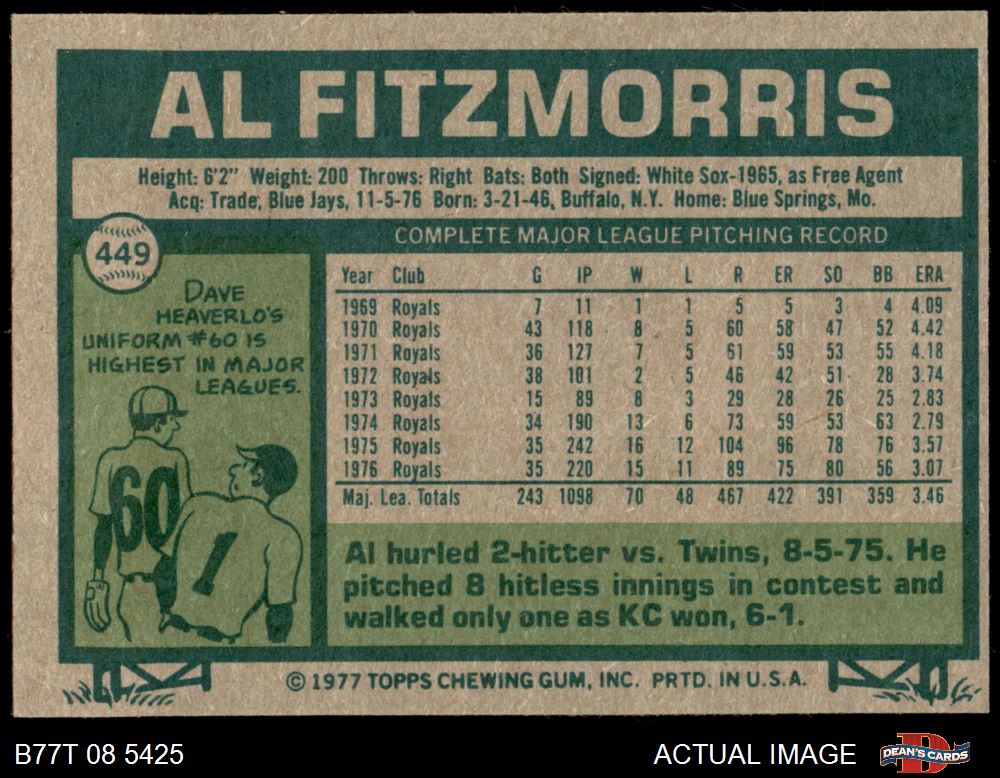 AL FITZMORRIS
Height: 6'2" Weight: 200 Throws: Right Bats: Both Signed: White Sox-1965, as Free Agent
Acq: Trade, Blue Jays, 11-5-76 Born: 3-21-46, Buffalo, N.Y. Home: Blue Springs, Mo.
449
DAVE
HEAVERLO'S
UNIFORM #60 IS
HIGHEST IN MAJOR
LEAGUES.
60
1
COMPLETE MAJOR LEAGUE PITCHING RECORD
Year Club G IP W L R ER SO BB ERA
1969 Royals 7 11 1 1 5 5 3 4 4.09
1970 Royals 43 118 8 5 60 58 47 52 4.42
1971 Royals 36 127 7 5 61 59 53 55 4.18
1972 Royals 38 101 2 5 46 42 51 28 3.74
1973 Royals 15 89 8 3 29 28 26 25 2.83
1974 Royals 34 190 13 6 73 59 53 63 2.79
1975 Royals 35 242 16 12 104 96 78 76 3.57
1976 Royals 35 220 15 11 89 75 80 56 3.07
Maj. Lea. Totals 243 1098 70 48 467 422 391 359 3.46
Al hurled 2-hitter vs. Twins, 8-5-75. He
pitched 8 hitless innings in contest and
walked only one as KC won, 6-1.
© 1977 TOPPS CHEWING GUM, INC. PRTD. IN U.S.A.
B77T 08 5425
ACTUAL IMAGE
DEAN'S CARDS